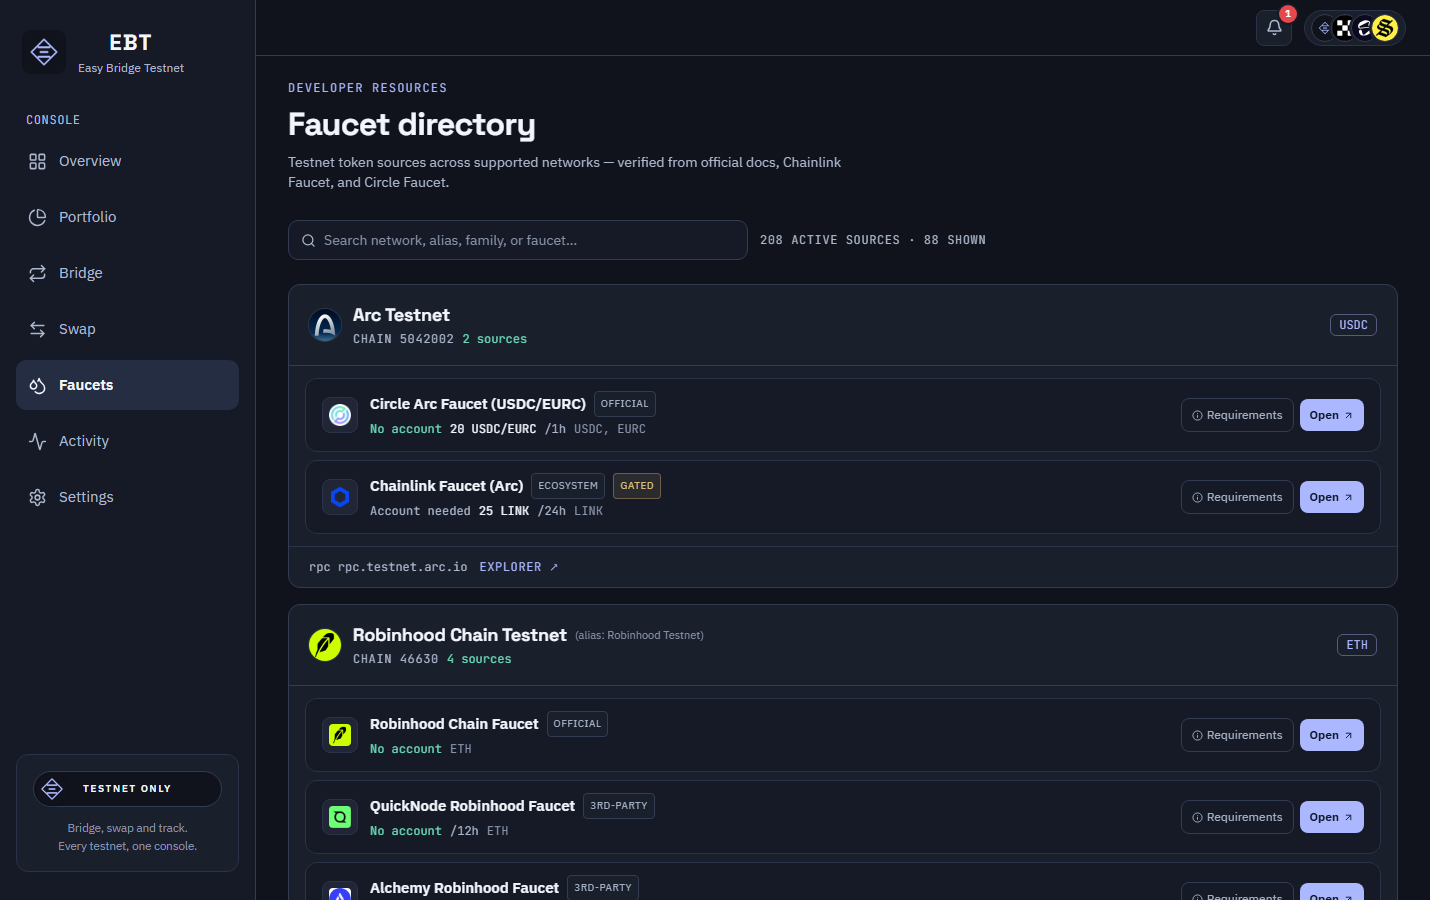 EBT
Easy Bridge Testnet
CONSOLE
Overview
Portfolio
Bridge
Swap
Faucets
Activity
Settings
TESTNET ONLY
Bridge, swap and track.
Every testnet, one console.
1
DEVELOPER RESOURCES
Faucet directory
Testnet token sources across supported networks — verified from official docs, Chainlink
Faucet, and Circle Faucet.
Search network, alias, family, or faucet...
208 ACTIVE SOURCES · 88 SHOWN
Arc Testnet
CHAIN 5042002 2 sources
USDC
Circle Arc Faucet (USDC/EURC) OFFICIAL
No account 20 USDC/EURC /1h USDC, EURC
Requirements Open ↗
Chainlink Faucet (Arc) ECOSYSTEM GATED
Account needed 25 LINK /24h LINK
Requirements Open ↗
rpc rpc.testnet.arc.io EXPLORER ↗
Robinhood Chain Testnet (alias: Robinhood Testnet)
CHAIN 46630 4 sources
ETH
Robinhood Chain Faucet OFFICIAL
No account ETH
Requirements Open ↗
QuickNode Robinhood Faucet 3RD-PARTY
No account /12h ETH
Requirements Open ↗
Alchemy Robinhood Faucet 3RD-PARTY
Requirements Open ↗